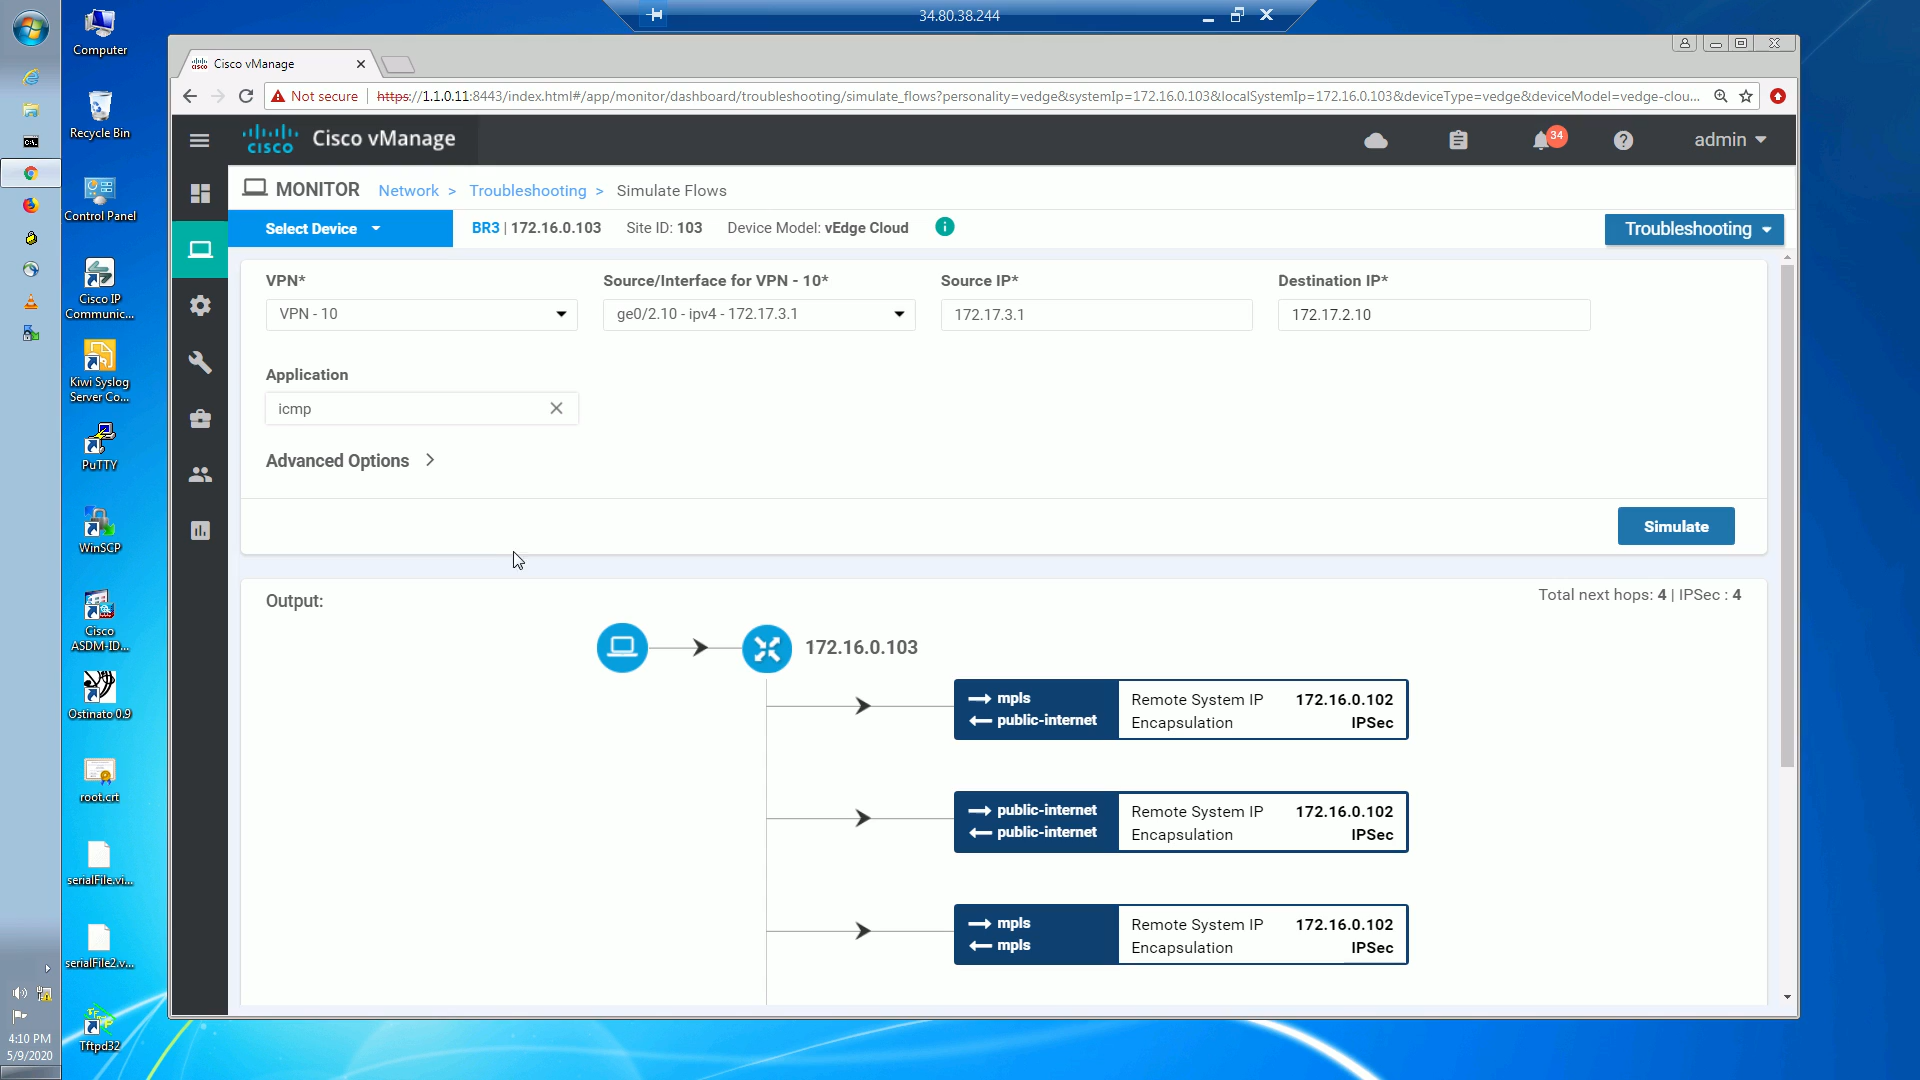 34.80.38.244
Computer
Recycle Bin
Control Panel
Cisco IP
Communic...
Kiwi Syslog
Server Co...
PuTTY
WinSCP
Cisco
ASDM-ID...
Ostinato 0.9
root.crt
serialFile.vi...
serialFile2.v...
Tftpd32
4:10 PM
5/9/2020
cisco Cisco vManage
Not secure https://1.1.0.11:8443/index.html#/app/monitor/dashboard/troubleshooting/simulate_flows?personality=vedge&systemIp=172.16.0.103&localSystemIp=172.16.0.103&deviceType=vedge&deviceModel=vedge-clou...
cisco Cisco vManage
34
admin
MONITOR Network > Troubleshooting > Simulate Flows
Select Device BR3 | 172.16.0.103 Site ID: 103 Device Model: vEdge Cloud i Troubleshooting
VPN* Source/Interface for VPN - 10* Source IP* Destination IP*
VPN - 10 ge0/2.10 - ipv4 - 172.17.3.1 172.17.3.1 172.17.2.10
Application
icmp
Advanced Options
Simulate
Output: Total next hops: 4 | IPSec : 4
172.16.0.103
mpls Remote System IP 172.16.0.102
public-internet Encapsulation IPSec
public-internet Remote System IP 172.16.0.102
public-internet Encapsulation IPSec
mpls Remote System IP 172.16.0.102
mpls Encapsulation IPSec